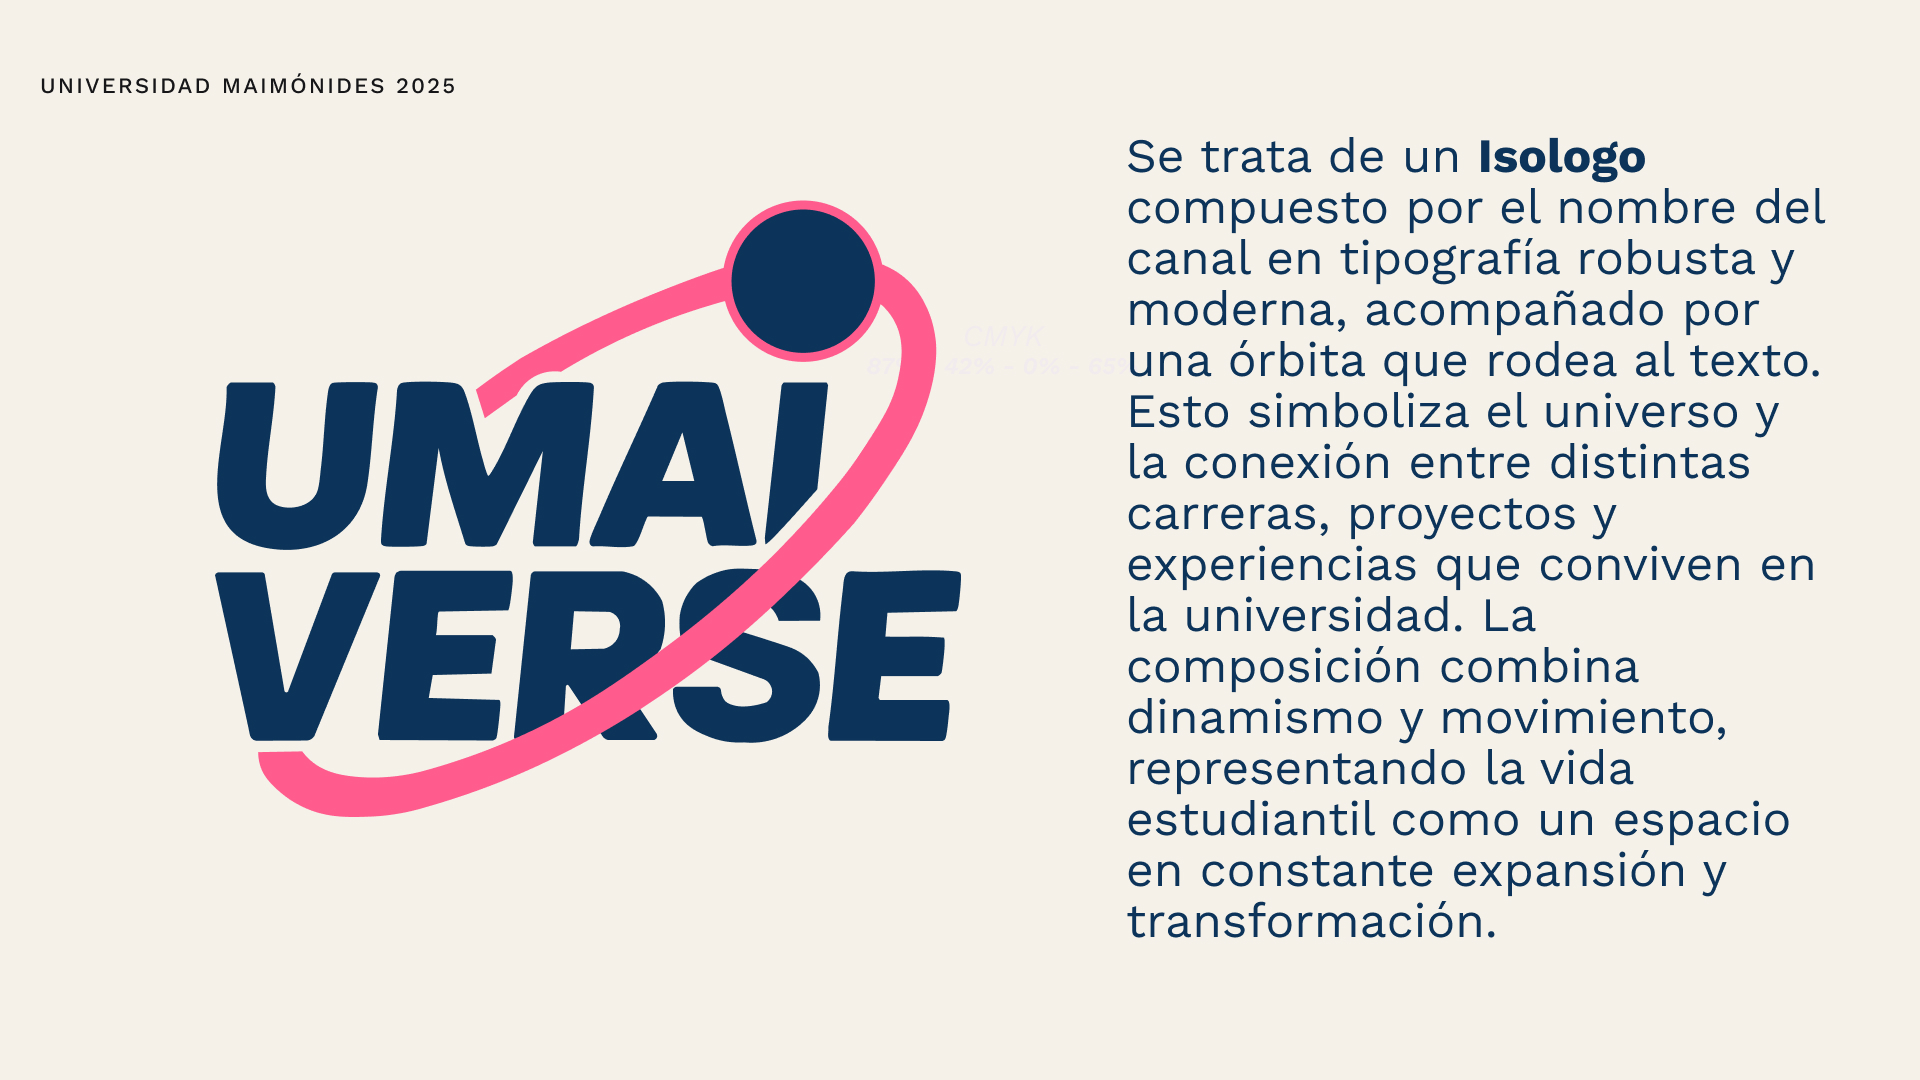 UNIVERSIDAD MAIMÓNIDES 2025
UMAI
VERSE
CMYK
Se trata de un Isologo
compuesto por el nombre del
canal en tipografía robusta y
moderna, acompañado por
una órbita que rodea al texto.
Esto simboliza el universo y
la conexión entre distintas
carreras, proyectos y
experiencias que conviven en
la universidad. La
composición combina
dinamismo y movimiento,
representando la vida
estudiantil como un espacio
en constante expansión y
transformación.